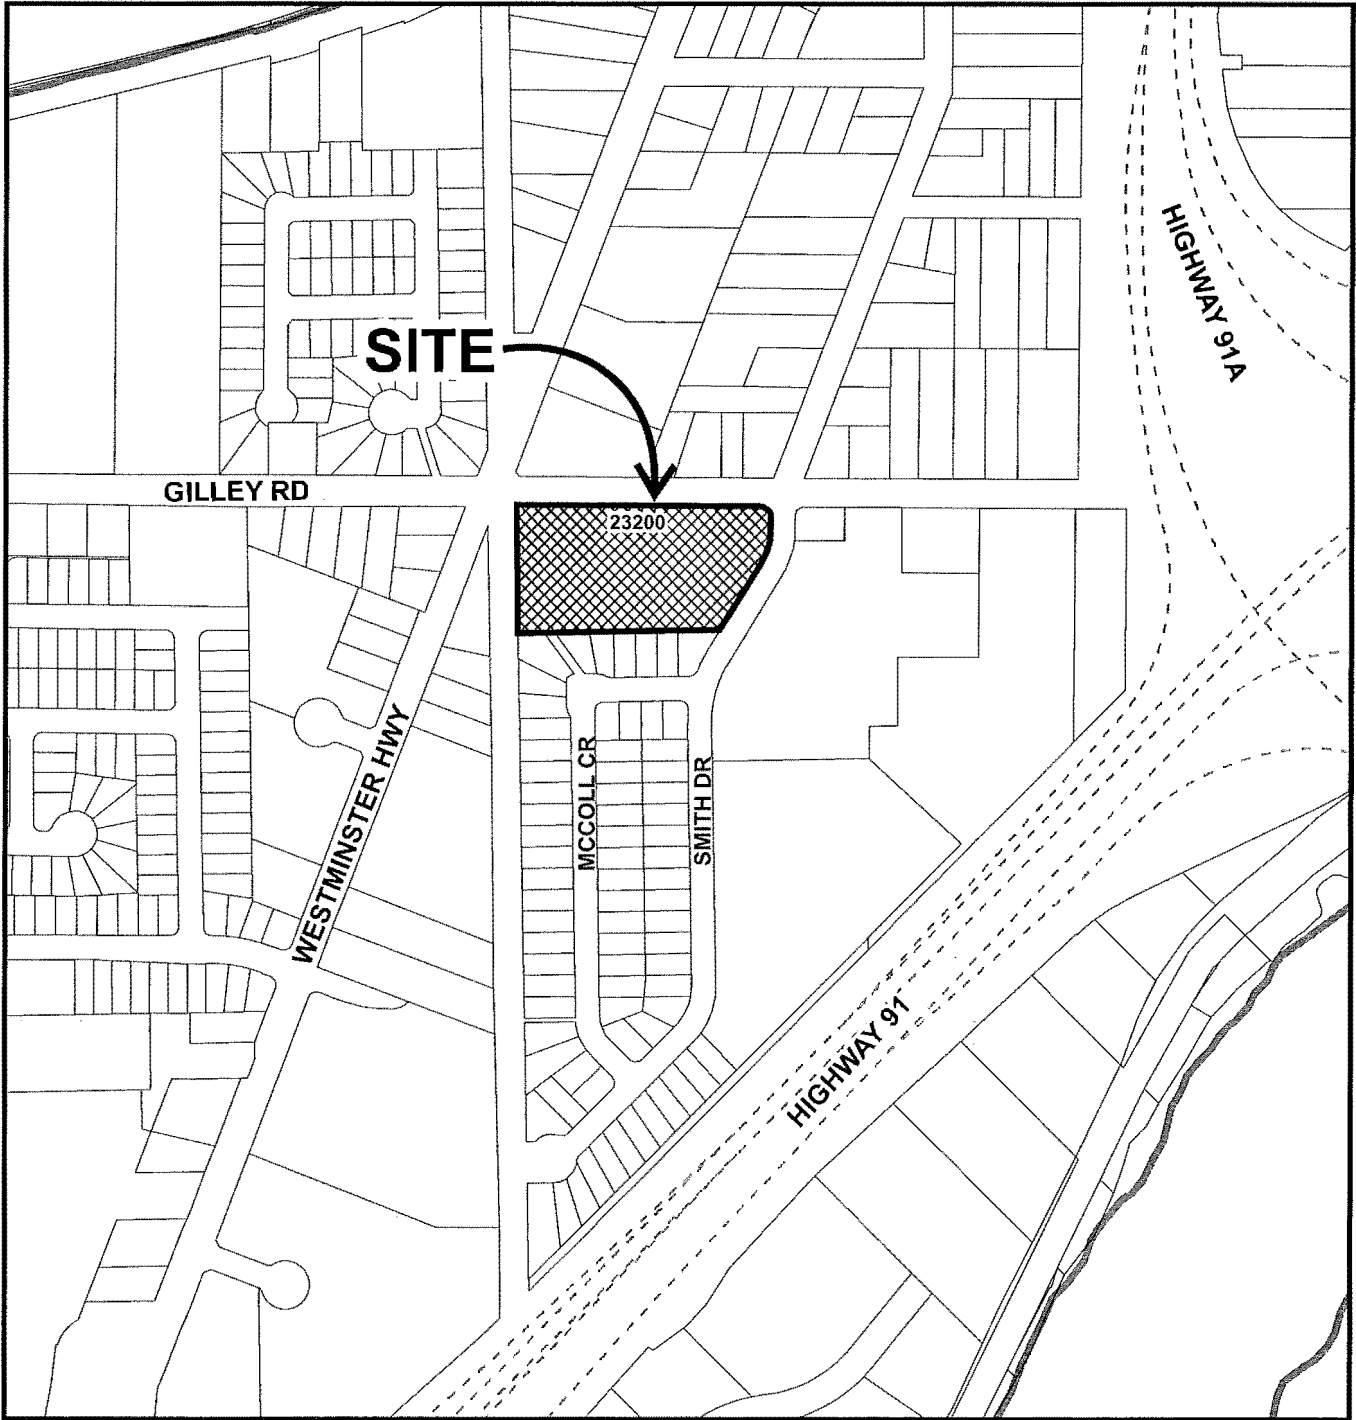 HIGHWAY 91A
SITE
GILLEY RD
23200
WESTMINSTER HWY
MCCOLL CR
SMITH DR
HIGHWAY 91